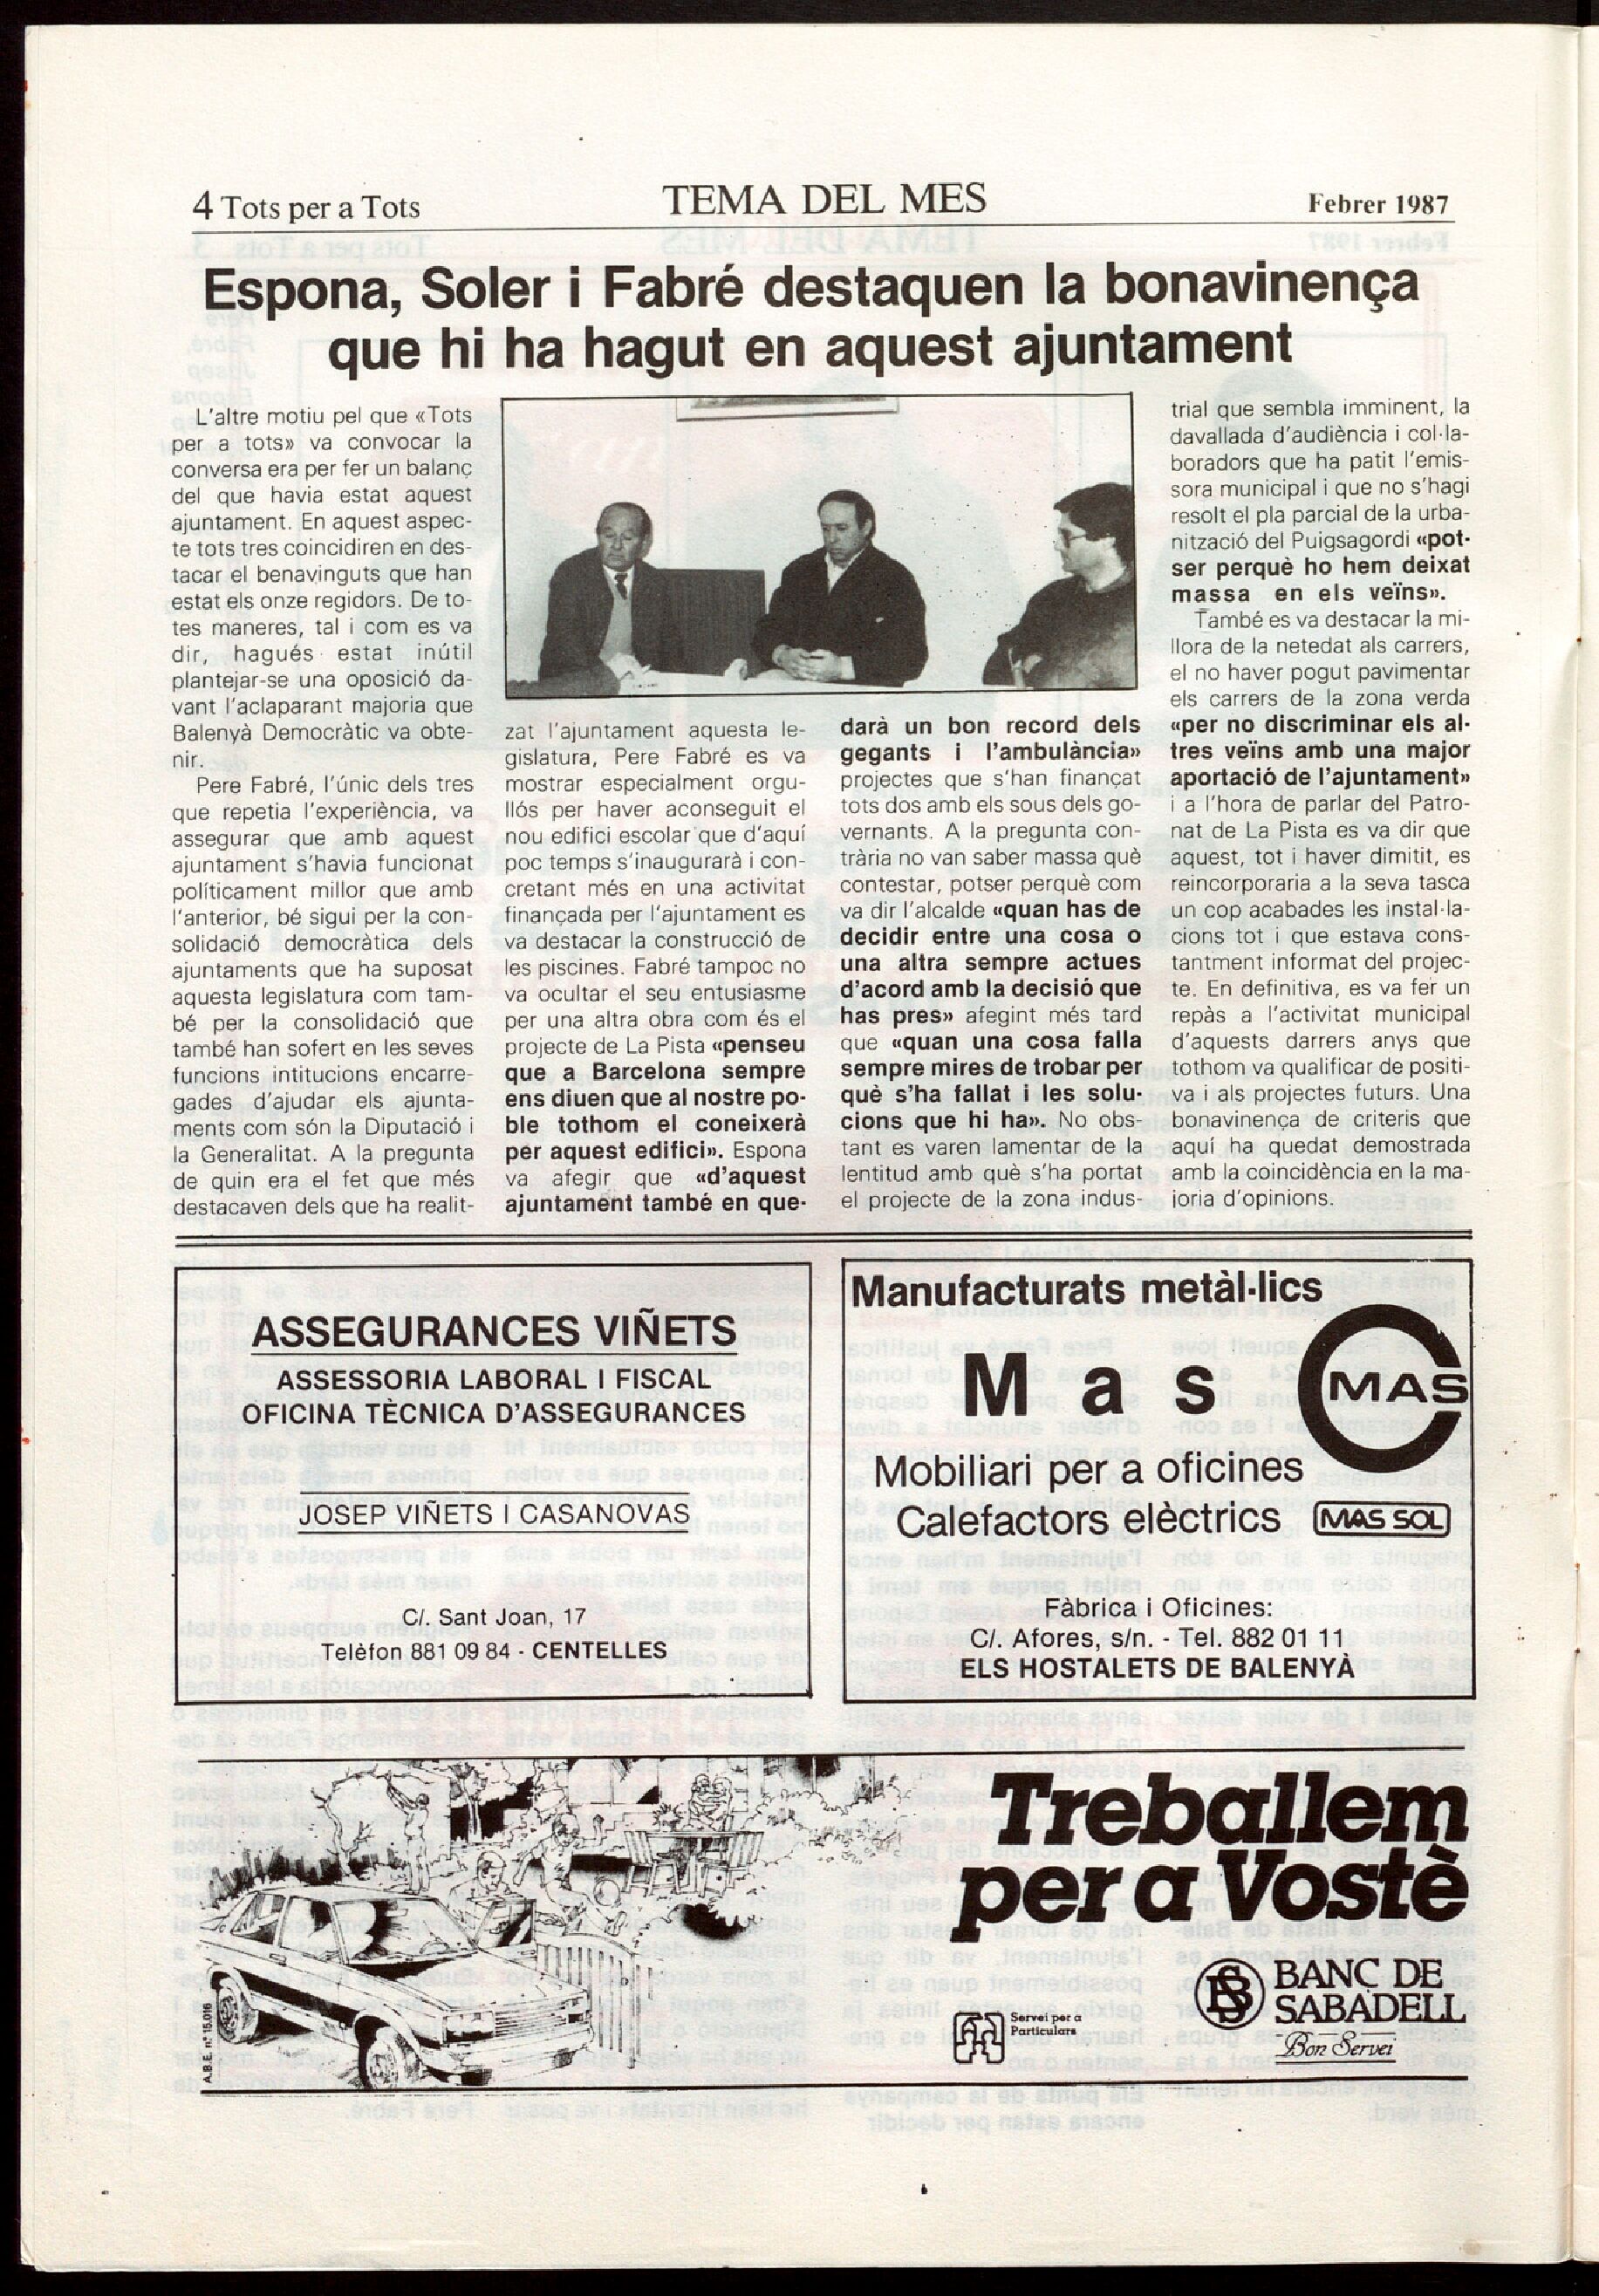 4 Tots per a Tots
TEMA DEL MES
Febrer 1987
Espona, Soler i Fabré destaquen la bonavinença
que hi ha hagut en aquest ajuntament
L'altre motiu pel que «Tots
per a tots» va convocar la
conversa era per fer un balanç
del que havia estat aquest
ajuntament. En aquest aspec-
te tots tres coincidiren en des-
tacar el benavinguts que han
estat els onze regidors. De to-
tes maneres, tal i com es va
dir, hagués estat inútil
plantejar-se una oposició da-
vant l'aclaparant majoria que
Balenyà Democràtic va obte-
nir.
Pere Fabré, l'únic dels tres
que repetia l'experiència, va
assegurar que amb aquest
ajuntament s'havia funcionat
políticament millor que amb
l'anterior, bé sigui per la con-
solidació democràtica dels
ajuntaments que ha suposat
aquesta legislatura com tam-
bé per la consolidació que
també han sofert en les seves
funcions intitucions encarre-
gades d'ajudar els ajunta-
ments com són la Diputació i
la Generalitat. A la pregunta
de quin era el fet que més
destacaven dels que ha realit-
zat l'ajuntament aquesta le-
gislatura, Pere Fabré es va
mostrar especialment orgu-
llós per haver aconseguit el
nou edifici escolar que d'aquí
poc temps s'inaugurarà i con-
cretant més en una activitat
finançada per l'ajuntament es
va destacar la construcció de
les piscines. Fabré tampoc no
va ocultar el seu entusiasme
per una altra obra com és el
projecte de La Pista «penseu
que a Barcelona sempre
ens diuen que al nostre po-
ble tothom el coneixerà
per aquest edifici». Espona
va afegir que «d'aquest
ajuntament també en que-
darà un bon record dels
gegants i l'ambulància»
projectes que s'han finançat
tots dos amb els sous dels go-
vernants. A la pregunta con-
trària no van saber massa què
contestar, potser perquè com
va dir l'alcalde «quan has de
decidir entre una cosa o
una altra sempre actues
d'acord amb la decisió que
has pres» afegint més tard
que «quan una cosa falla
sempre mires de trobar per
què s'ha fallat i les solu-
cions que hi ha». No obs-
tant es varen lamentar de la
lentitud amb què s'ha portat
el projecte de la zona indus-
trial que sembla imminent, la
davallada d'audiència i col·la-
boradors que ha patit l'emis-
sora municipal i que no s'hagi
resolt el pla parcial de la urba-
nització del Puigsagordi «pot-
ser perquè ho hem deixat
massa en els veïns».
També es va destacar la mi-
llora de la netedat als carrers,
el no haver pogut pavimentar
els carrers de la zona verda
«per no discriminar els al-
tres veïns amb una major
aportació de l'ajuntament»
i a l'hora de parlar del Patro-
nat de La Pista es va dir que
aquest, tot i haver dimitit, es
reincorporaria a la seva tasca
un cop acabades les instal·la-
cions tot i que estava cons-
tantment informat del projec-
te. En definitiva, es va fer un
repàs a l'activitat municipal
d'aquests darrers anys que
tothom va qualificar de positi-
va i als projectes futurs. Una
bonavinença de criteris que
aquí ha quedat demostrada
amb la coincidència en la ma-
ioria d'opinions.
ASSEGURANCES VIÑETS
ASSESSORIA LABORAL I FISCAL
OFICINA TÈCNICA D'ASSEGURANCES
JOSEP VIÑETS I CASANOVAS
C/. Sant Joan, 17
Telèfon 881 09 84 - CENTELLES
Manufacturats metàl·lics
Mas
MAS
Mobiliari per a oficines
Calefactors elèctrics
MAS SOL
Fàbrica i Oficines:
C/. Afores, s/n. - Tel. 882 01 11
ELS HOSTALETS DE BALENYÀ
Treballem
per a Vostè
BANC DE
SABADELL
Bon Servei
Servei per a
Particulars
A.B.E. nº 15.016